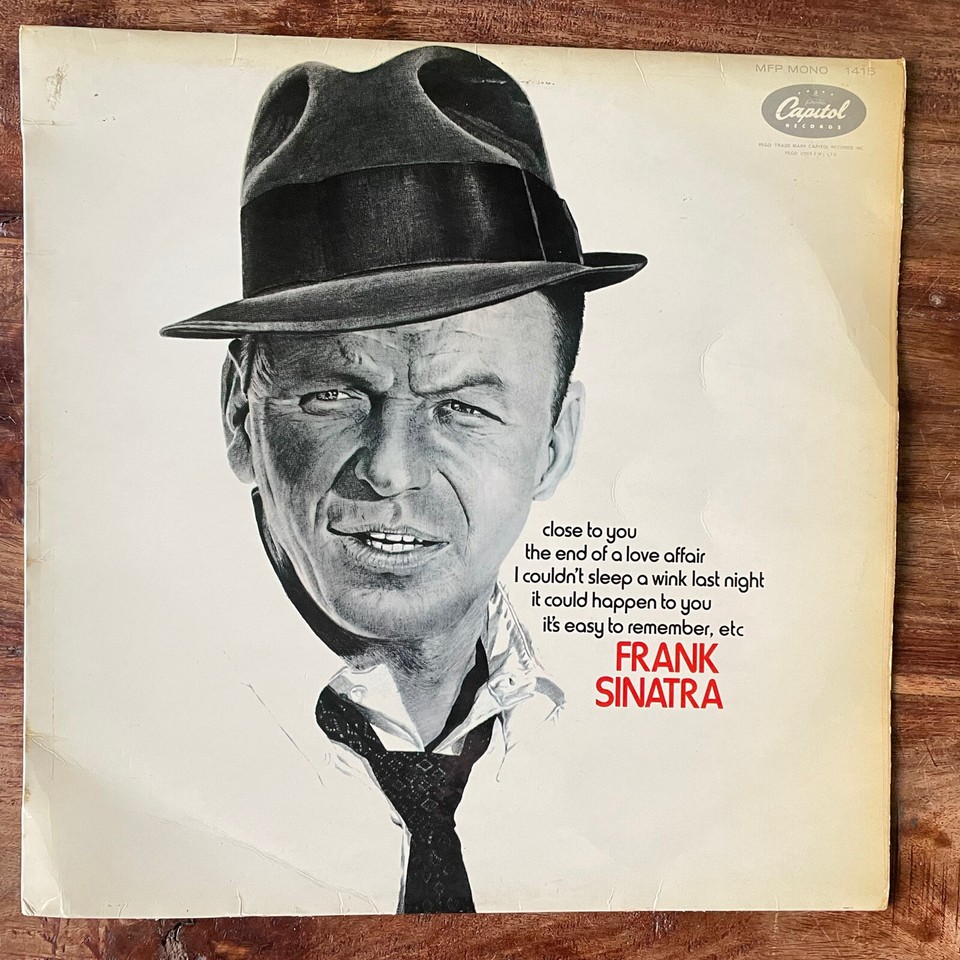 MFP MONO 1415
Capitol
RECORDS
close to you
the end of a love affair
I couldn't sleep a wink last night
it could happen to you
it's easy to remember, etc
FRANK
SINATRA